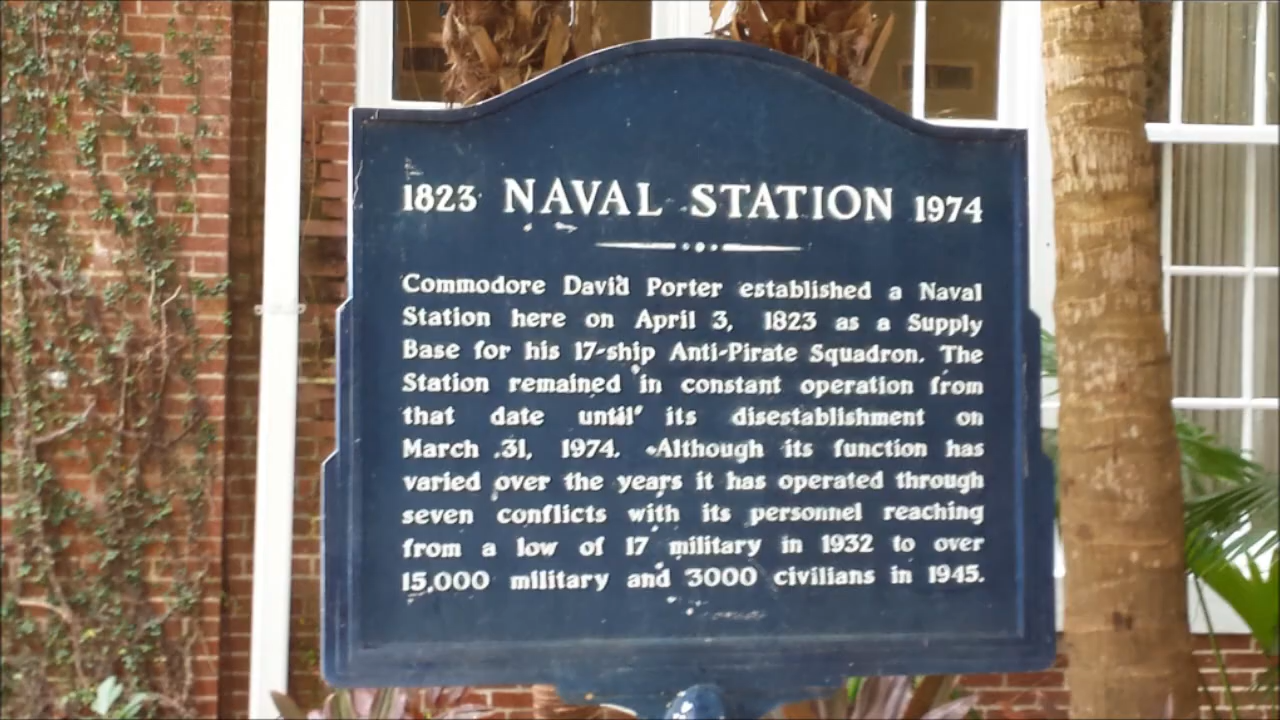 1823 NAVAL STATION 1974
Commodore David Porter established a Naval
Station here on April 3, 1823 as a Supply
Base for his 17-ship Anti-Pirate Squadron. The
Station remained in constant operation from
that date until its disestablishment on
March 31, 1974. Although its function has
varied over the years it has operated through
seven conflicts with its personnel reaching
from a low of 17 military in 1932 to over
15,000 military and 3000 civilians in 1945.